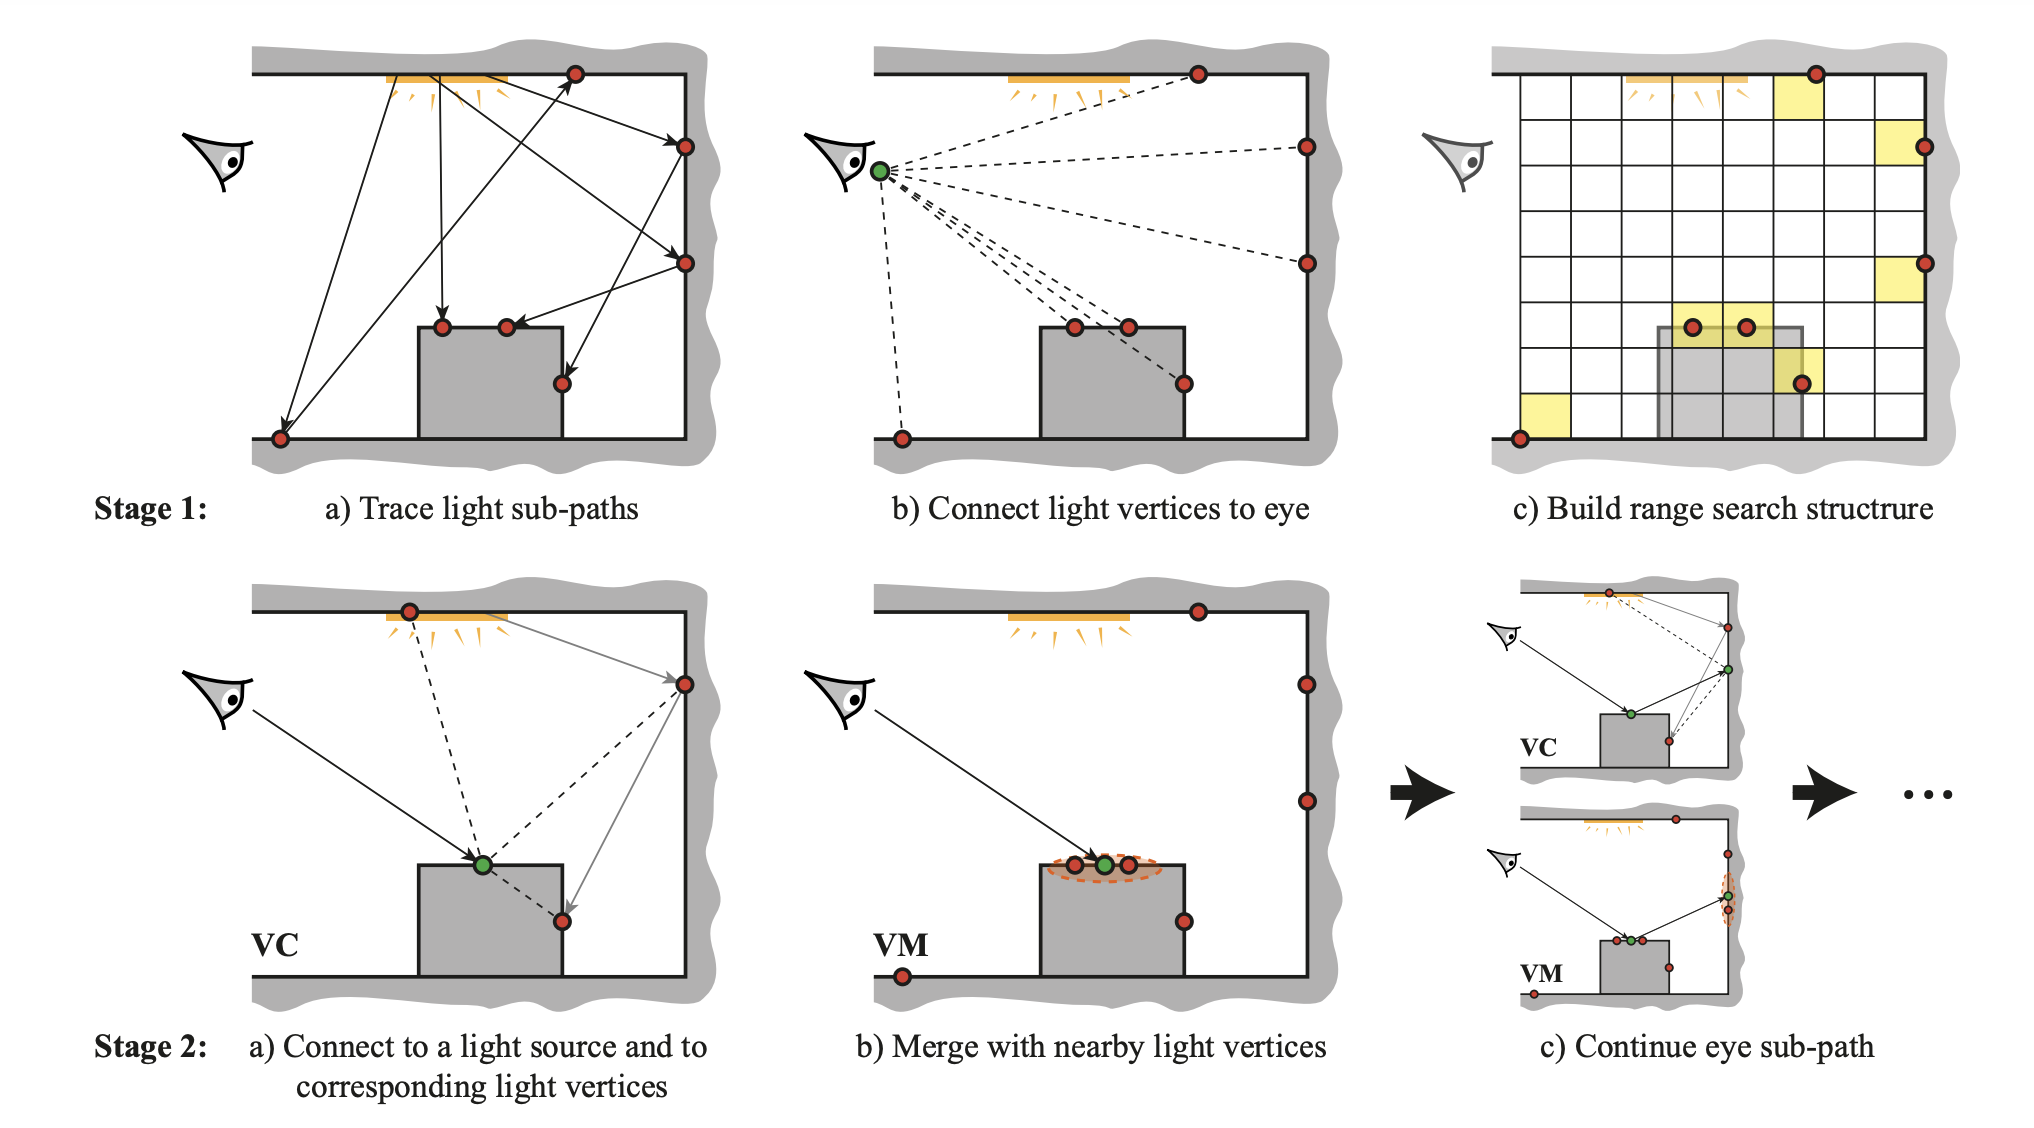 Stage 1:
a) Trace light sub-paths
b) Connect light vertices to eye
c) Build range search structrure
VC
VM
VC
VM
Stage 2:
a) Connect to a light source and to
corresponding light vertices
b) Merge with nearby light vertices
c) Continue eye sub-path
...